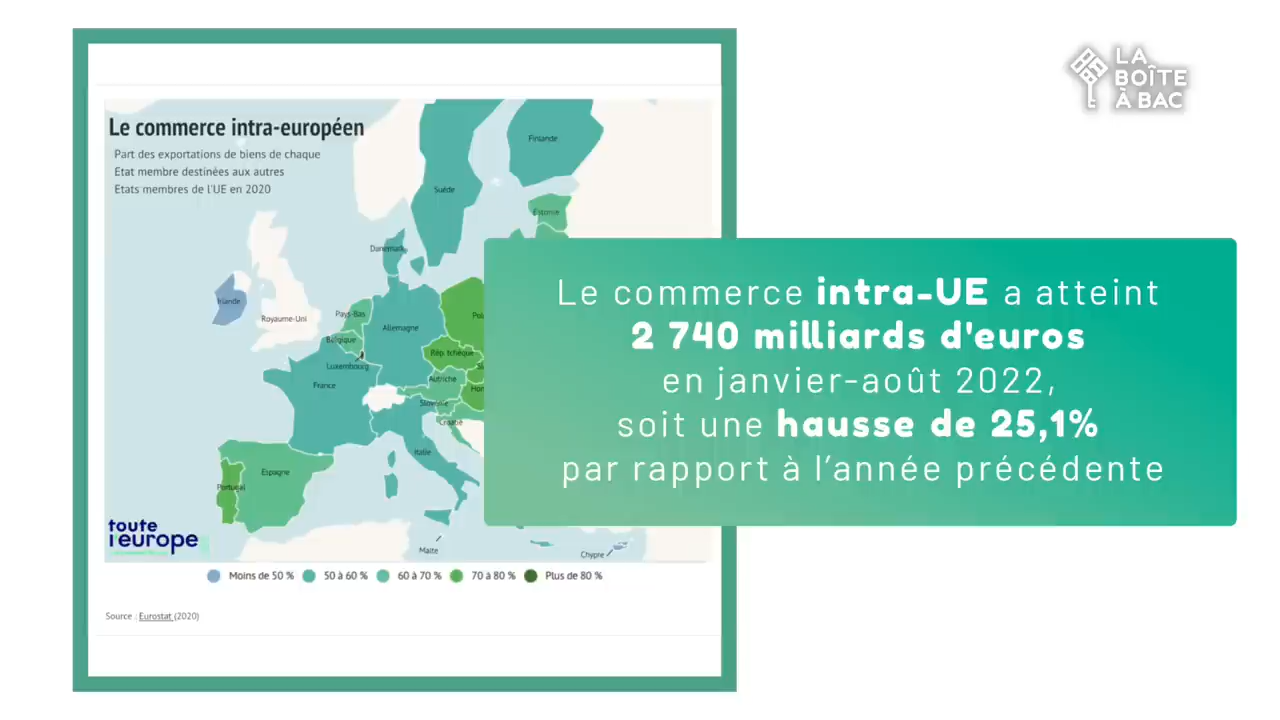 LA
BOÎTE
À BAC
Le commerce intra-européen
Part des exportations de biens de chaque
Etat membre destinées aux autres
Etats membres de l'UE en 2020
Finlande
Suède
Estonie
Danemark
Irlande
Royaume-Uni
Pays-Bas
Allemagne
Belgique
Rép. tchèque
Luxembourg
France
Autriche
Slovénie
Croatie
Italie
Espagne
Portugal
Malte
Chypre
toute
l'europe
Moins de 50 % 50 à 60 % 60 à 70 % 70 à 80 % Plus de 80 %
Source : Eurostat (2020)
Le commerce intra-UE a atteint
2 740 milliards d'euros
en janvier-août 2022,
soit une hausse de 25,1%
par rapport à l’année précédente